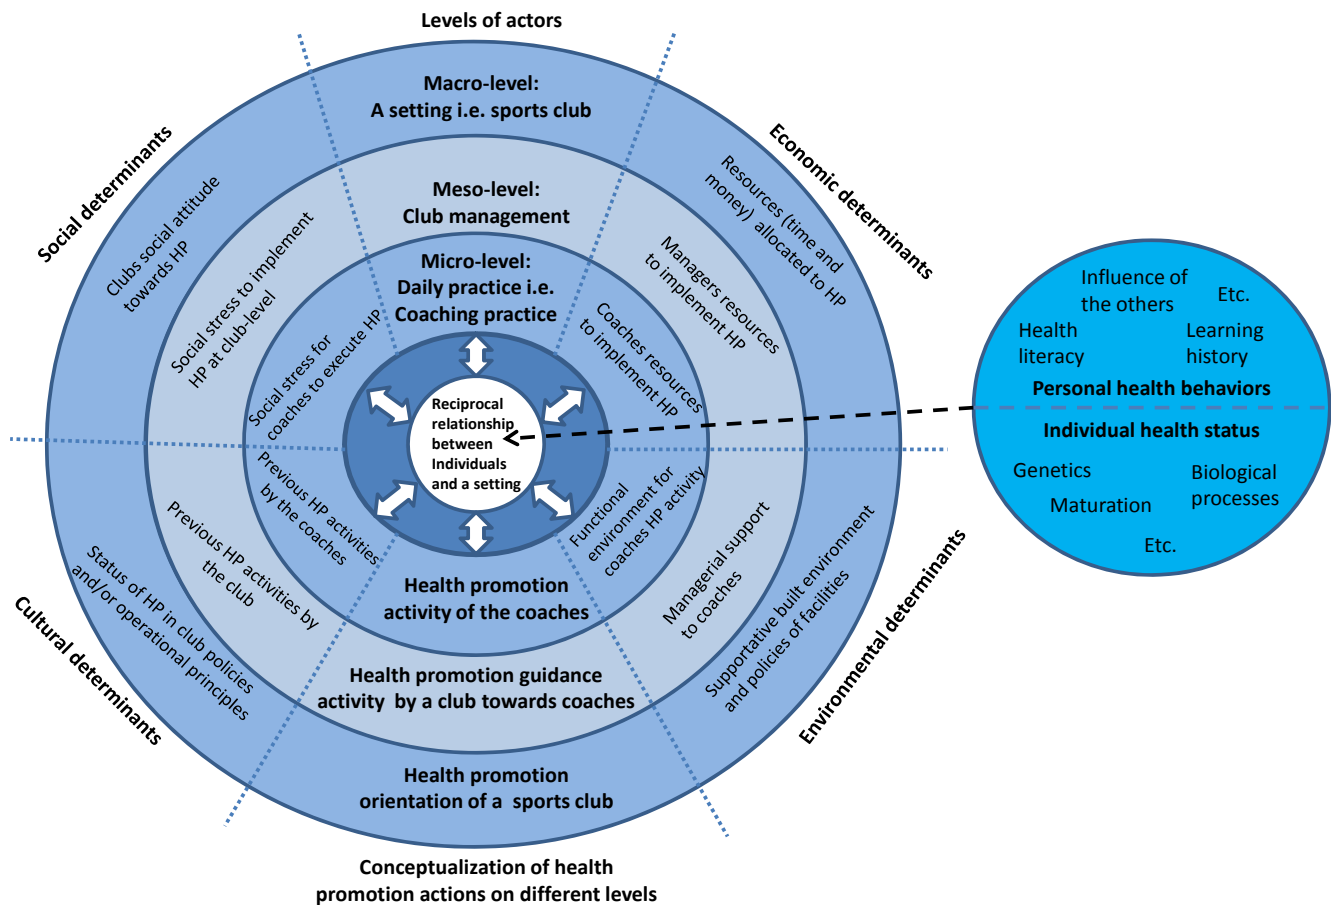 Levels of actors
Macro-level:
A setting i.e. sports club
Meso-level:
Club management
Micro-level:
Daily practice i.e.
Coaching practice
Social determinants
Clubs social attitude
towards HP
Social stress to implement
HP at club-level
Social stress for
coaches to execute HP
Economic determinants
Resources (time and
money)  allocated to HP
Managers resources
to implement HP
Coaches resources
to implement HP
Reciprocal
relationship
between
Individuals
and a setting
Cultural determinants
Status of HP in club policies
and/or operational principles
Previous HP activities by
the club
Previous HP activities
by the coaches
Environmental determinants
Supportative built environment
and policies of facilities
Managerial support
to coaches
Functional
environment for
coaches HP activity
Health promotion
activity of the coaches
Health promotion guidance
activity  by a club towards coaches
Health promotion
orientation of a  sports club
Conceptualization of health
promotion actions on different levels
Influence of
the others
Etc.
Health
literacy
Learning
history
Personal health behaviors
Individual health status
Genetics
Biological
processes
Maturation
Etc.